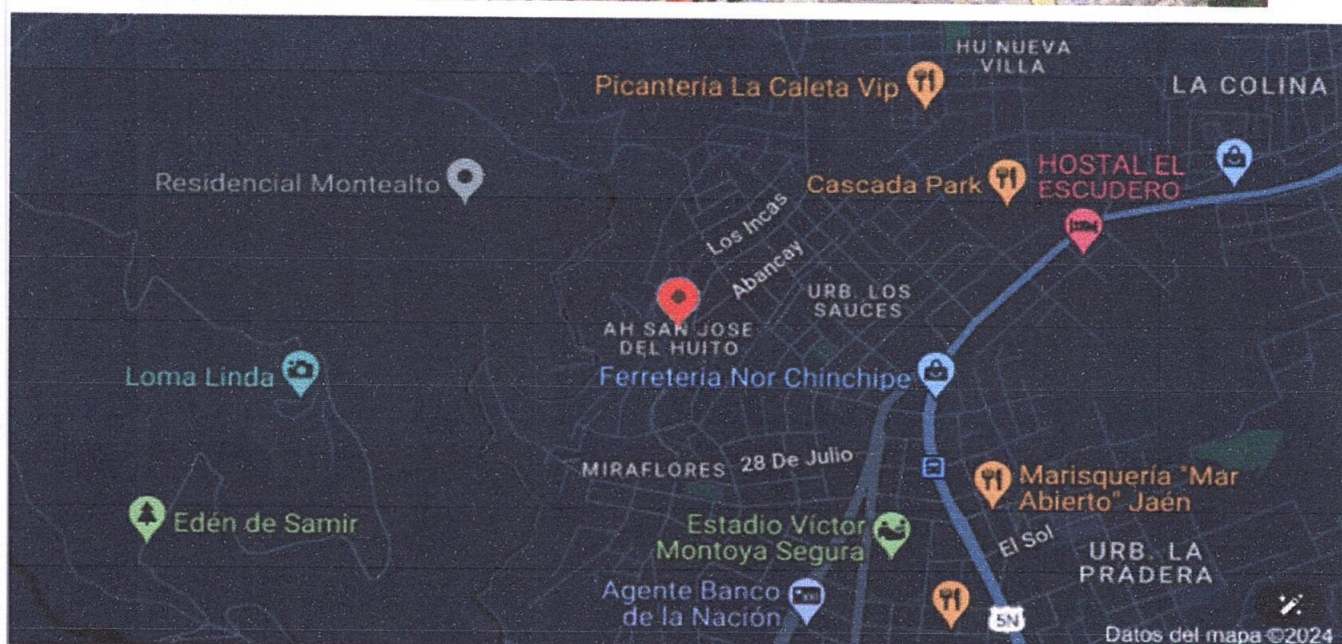 HU NUEVA
VILLA
Picantería La Caleta Vip
LA COLINA
Residencial Montealto
Cascada Park
HOSTAL EL
ESCUDERO
Los Incas
Abancay
URB. LOS
SAUCES
AH SAN JOSE
DEL HUITO
Loma Linda
Ferreteria Nor Chinchipe
MIRAFLORES
28 De Julio
Marisquería "Mar
Abierto" Jaén
Edén de Samir
Estadio Víctor
Montoya Segura
El Sol
URB. LA
PRADERA
Agente Banco
de la Nación
5N
Datos del mapa ©2024